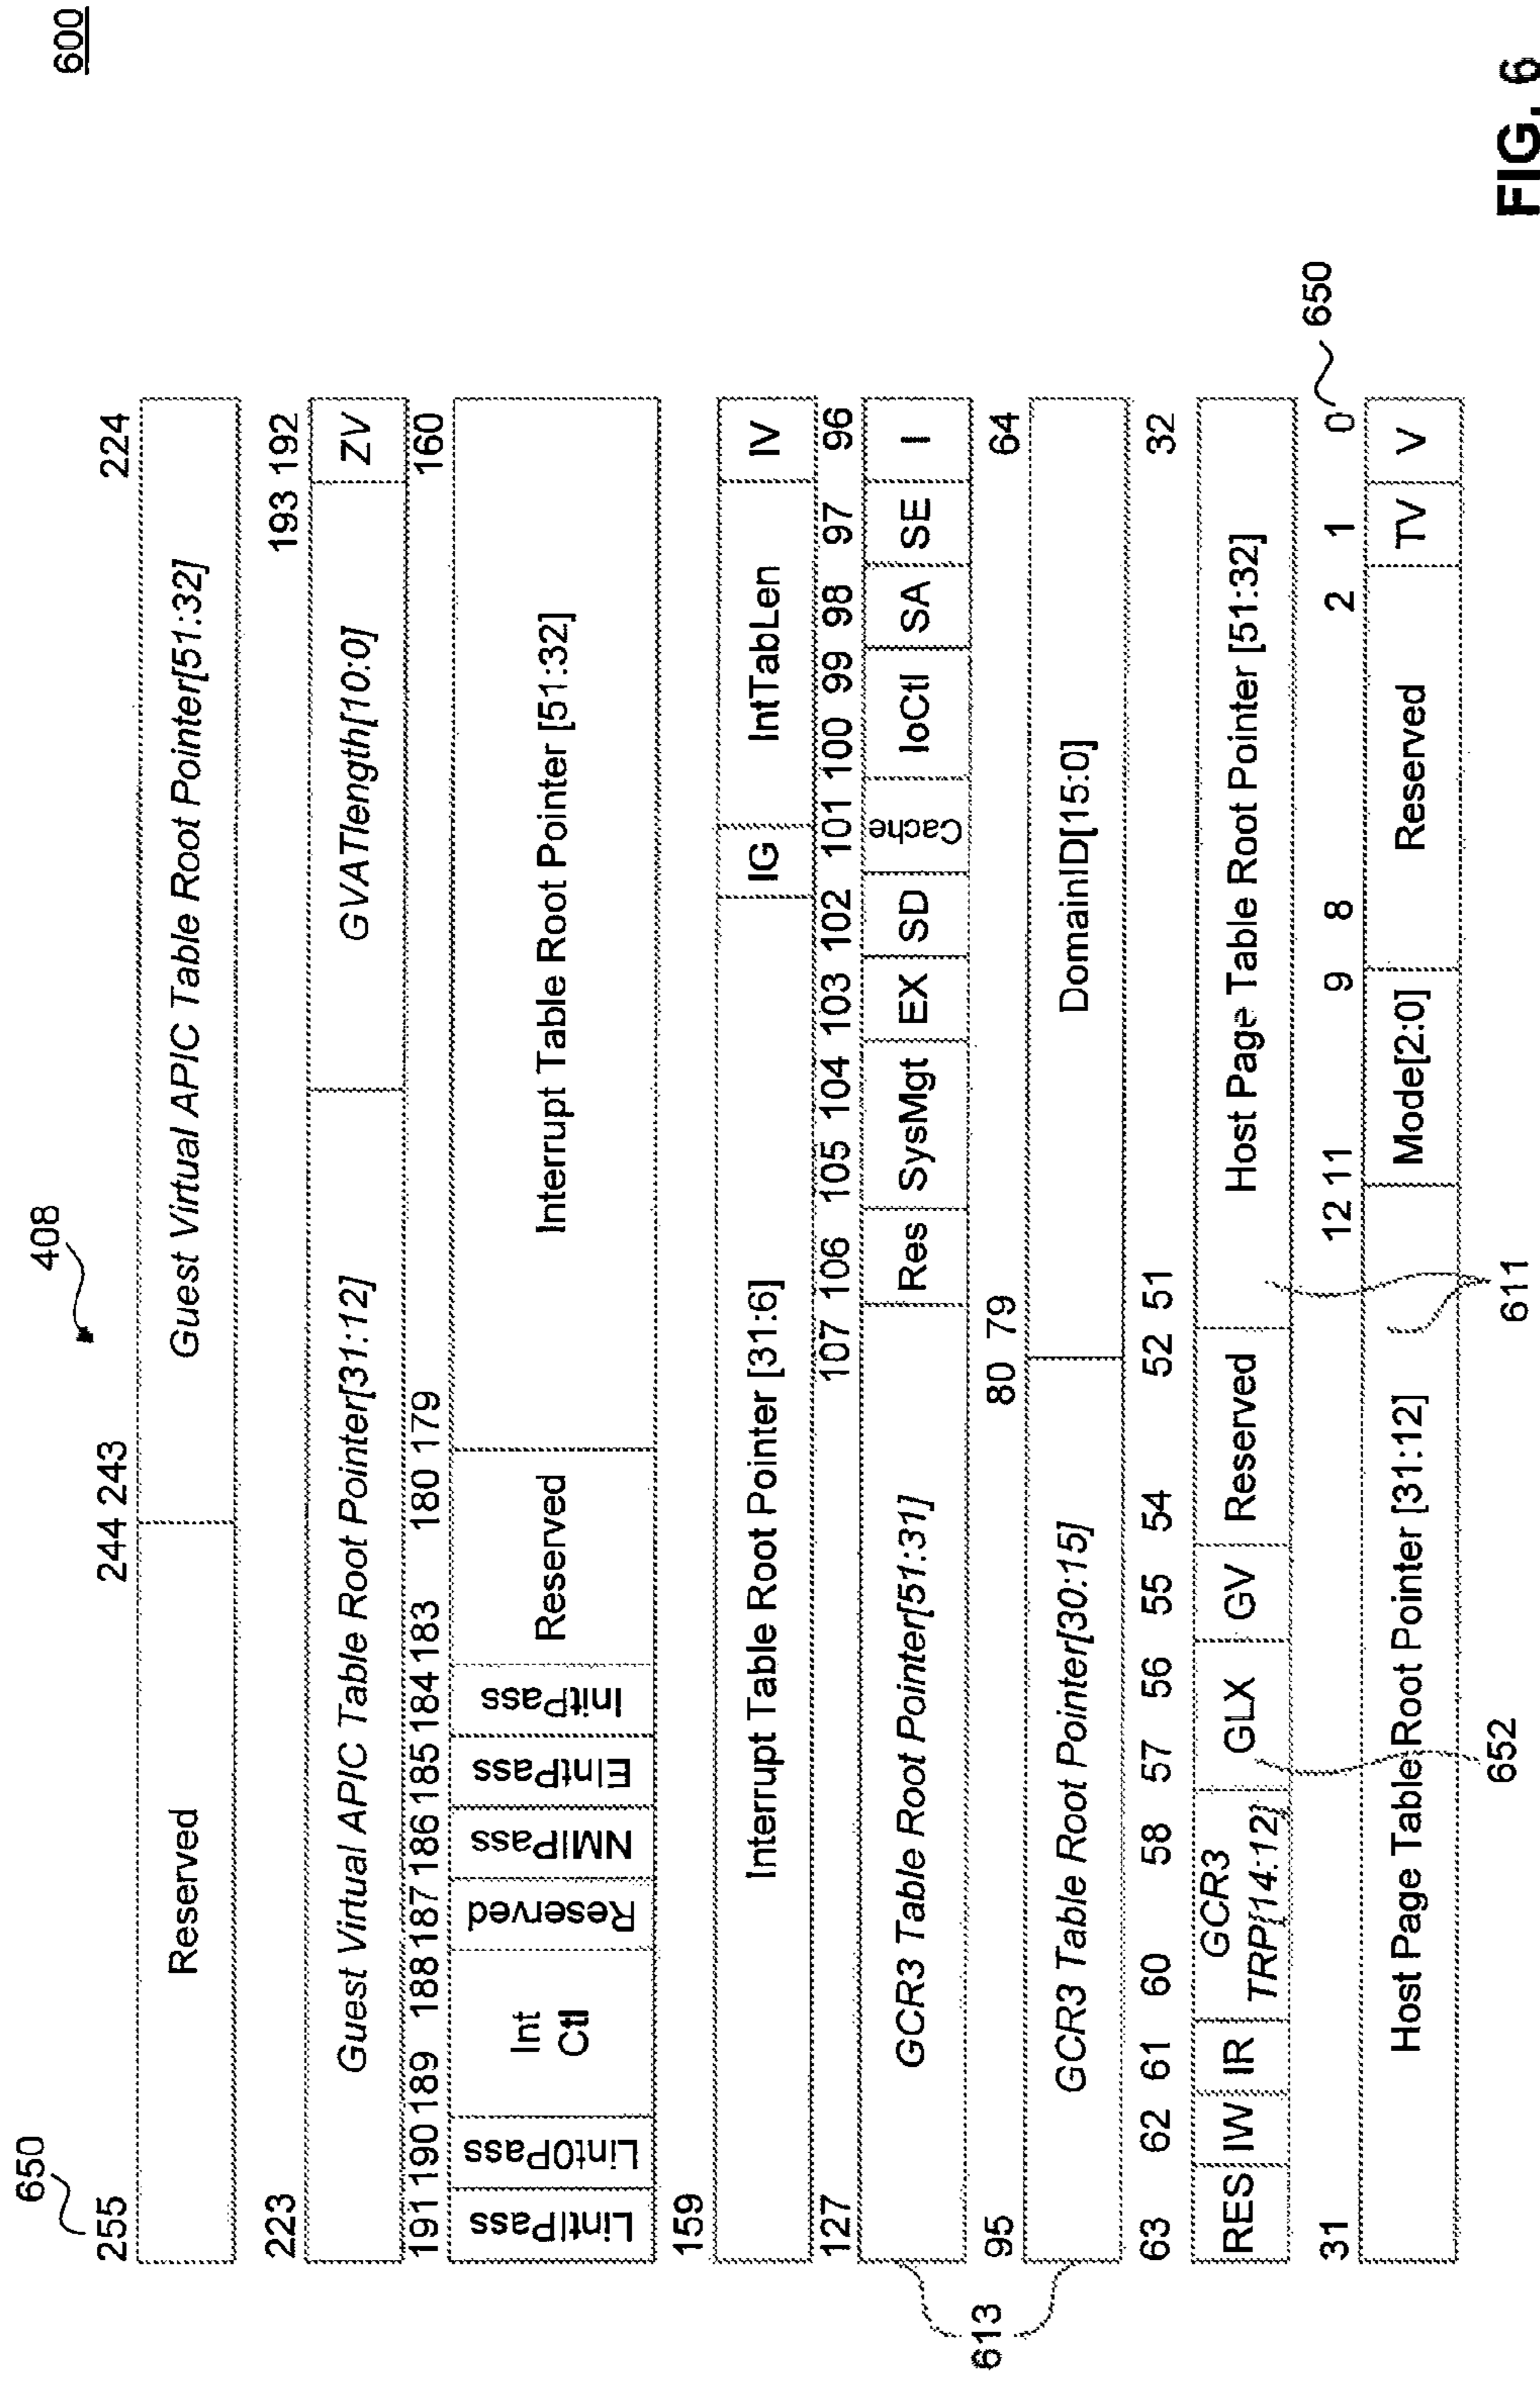 600
408
650
255 244 243 224
Reserved Guest Virtual APIC Table Root Pointer[51:32]
223 193 192
Guest Virtual APIC Table Root Pointer[31:12] GVATlength[10:0] ZV
191 190 189 188 187 186 185 184 183 180 179 160
LintlPass Lint0Pass Int Ctl Reserved NMIPass EIntPass InitPass Reserved Interrupt Table Root Pointer [51:32]
159
Interrupt Table Root Pointer [31:6] IG IntTabLen IV
127 107 106 105 104 103 102 101 100 99 98 97 96
GCR3 Table Root Pointer[51:31] Res SysMgt EX SD Cache IoCtl SA SE I
613
95 80 79 64
GCR3 Table Root Pointer[30:15] DomainID[15:0]
63 62 61 60 58 57 56 55 54 52 51 32
RES IW IR GCR3 TRP[14:12] GLX GV Reserved Host Page Table Root Pointer [51:32]
650
31 12 11 9 8 2 1 0
Host Page Table Root Pointer [31:12] Mode[2:0] Reserved TV V
652
611
FIG. 6